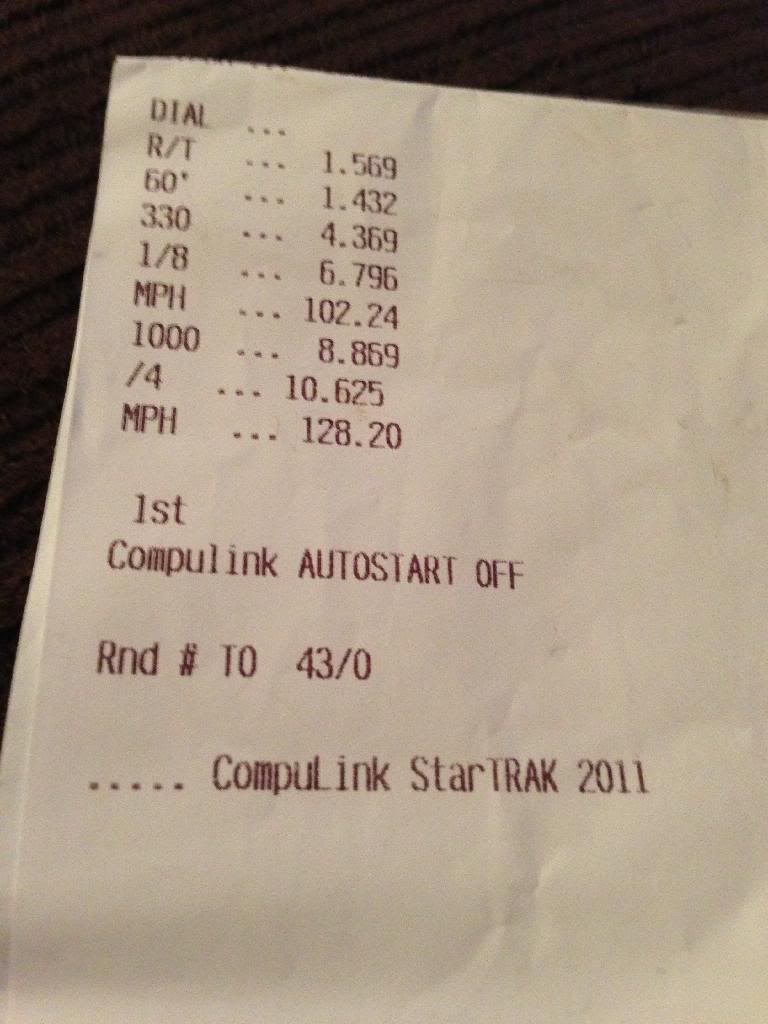 DIAL ...
R/T ... 1.569
60' ... 1.432
330 ... 4.369
1/8 ... 6.796
MPH ... 102.24
1000 ... 8.869
/4 ... 10.625
MPH ... 128.20
1st
Compulink AUTOSTART OFF
Rnd # TO 43/0
..... CompuLink StarTRAK 2011